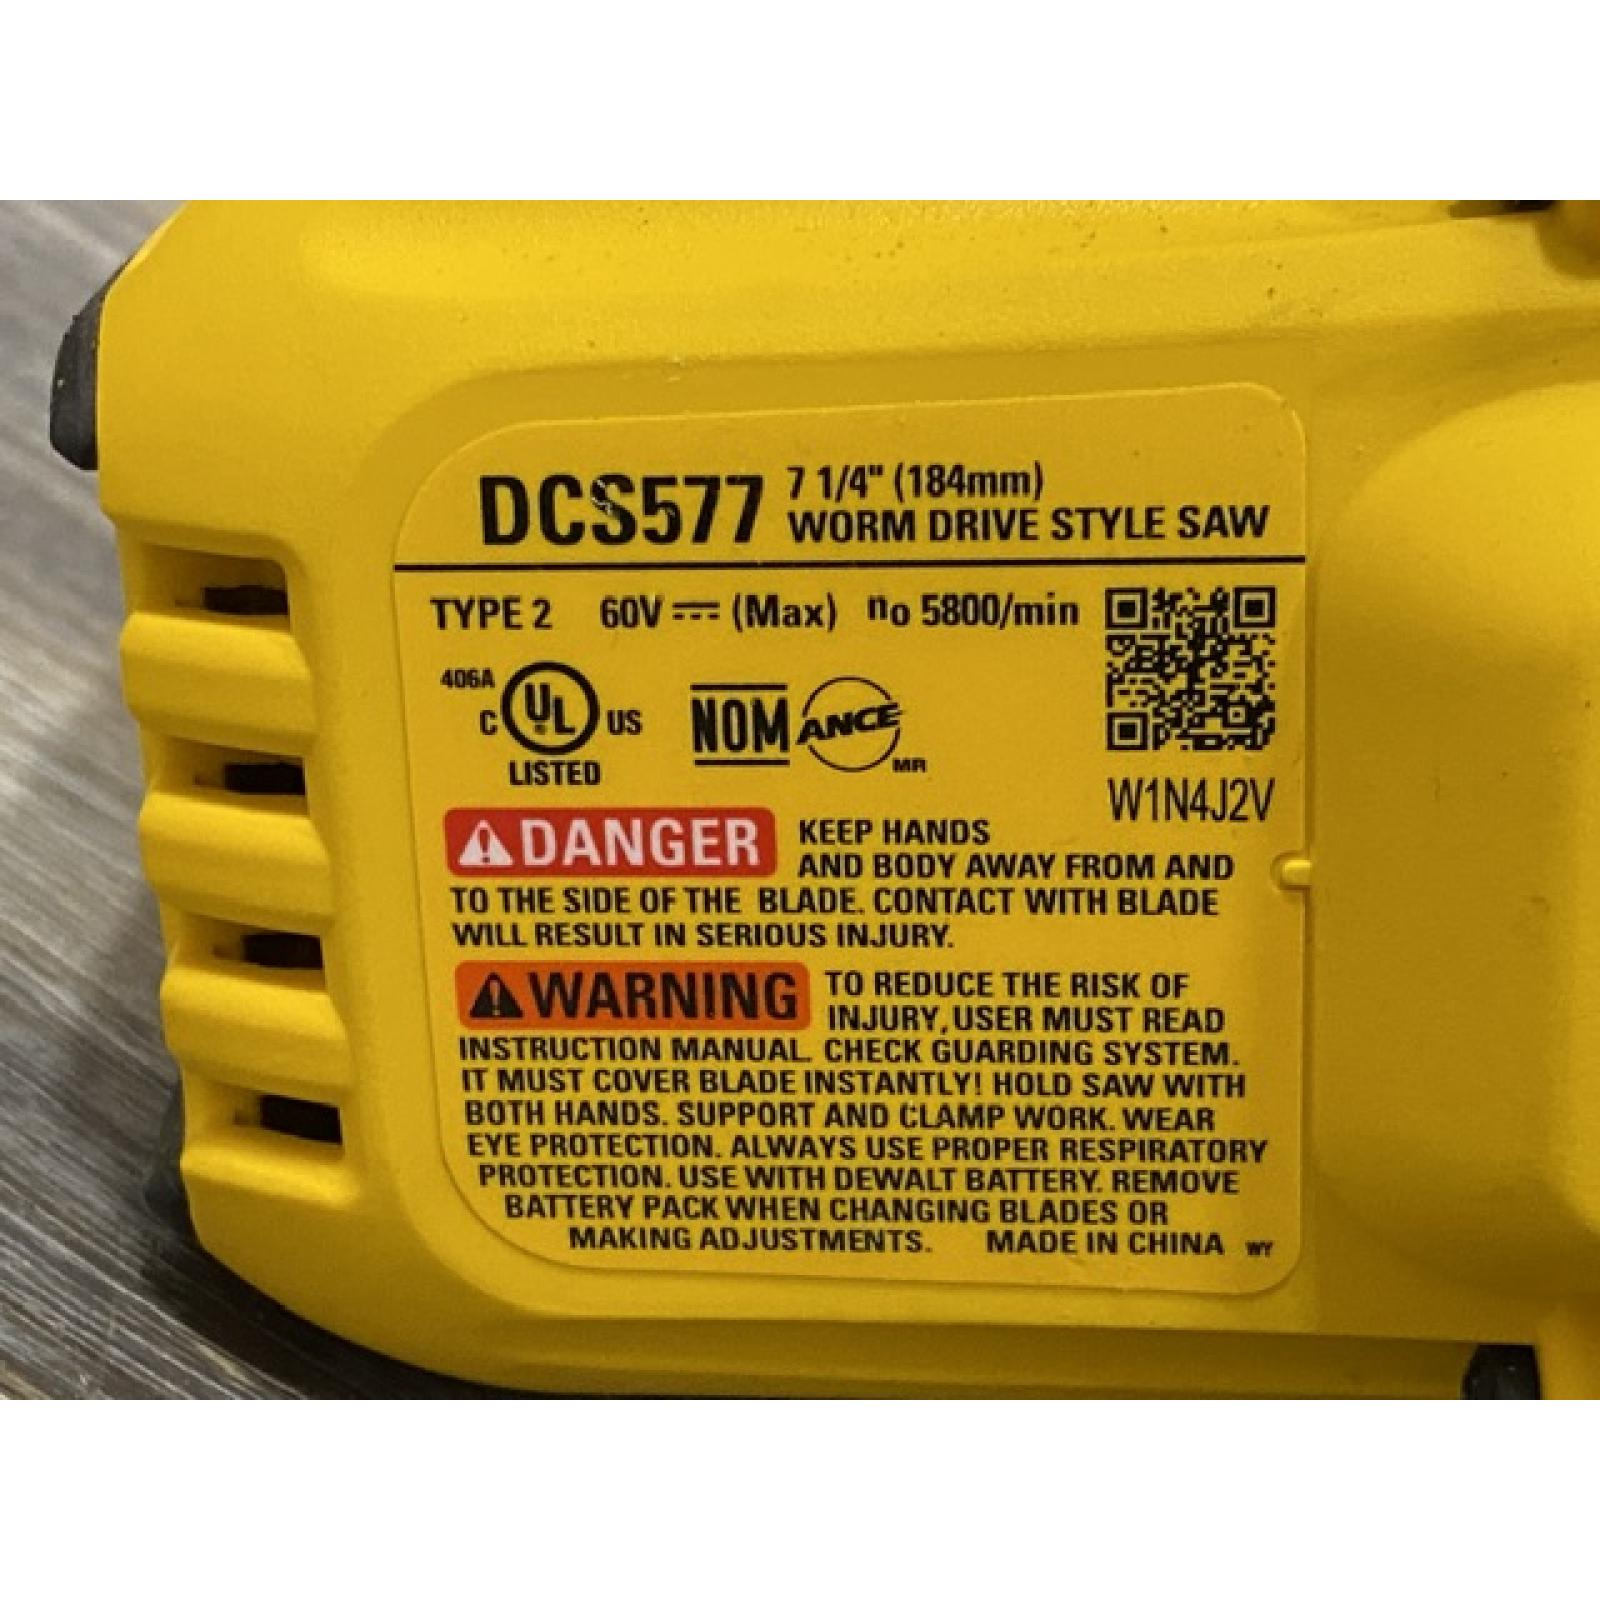 DCS577 7 1/4" (184mm)
WORM DRIVE STYLE SAW
TYPE 2 60V ⎓ (Max) no 5800/min
406A
C UL US
LISTED
NOM ANCE MR
W1N4J2V
DANGER KEEP HANDS
AND BODY AWAY FROM AND
TO THE SIDE OF THE BLADE. CONTACT WITH BLADE
WILL RESULT IN SERIOUS INJURY.
WARNING TO REDUCE THE RISK OF
INJURY, USER MUST READ
INSTRUCTION MANUAL. CHECK GUARDING SYSTEM.
IT MUST COVER BLADE INSTANTLY! HOLD SAW WITH
BOTH HANDS. SUPPORT AND CLAMP WORK. WEAR
EYE PROTECTION. ALWAYS USE PROPER RESPIRATORY
PROTECTION. USE WITH DEWALT BATTERY. REMOVE
BATTERY PACK WHEN CHANGING BLADES OR
MAKING ADJUSTMENTS. MADE IN CHINA WY